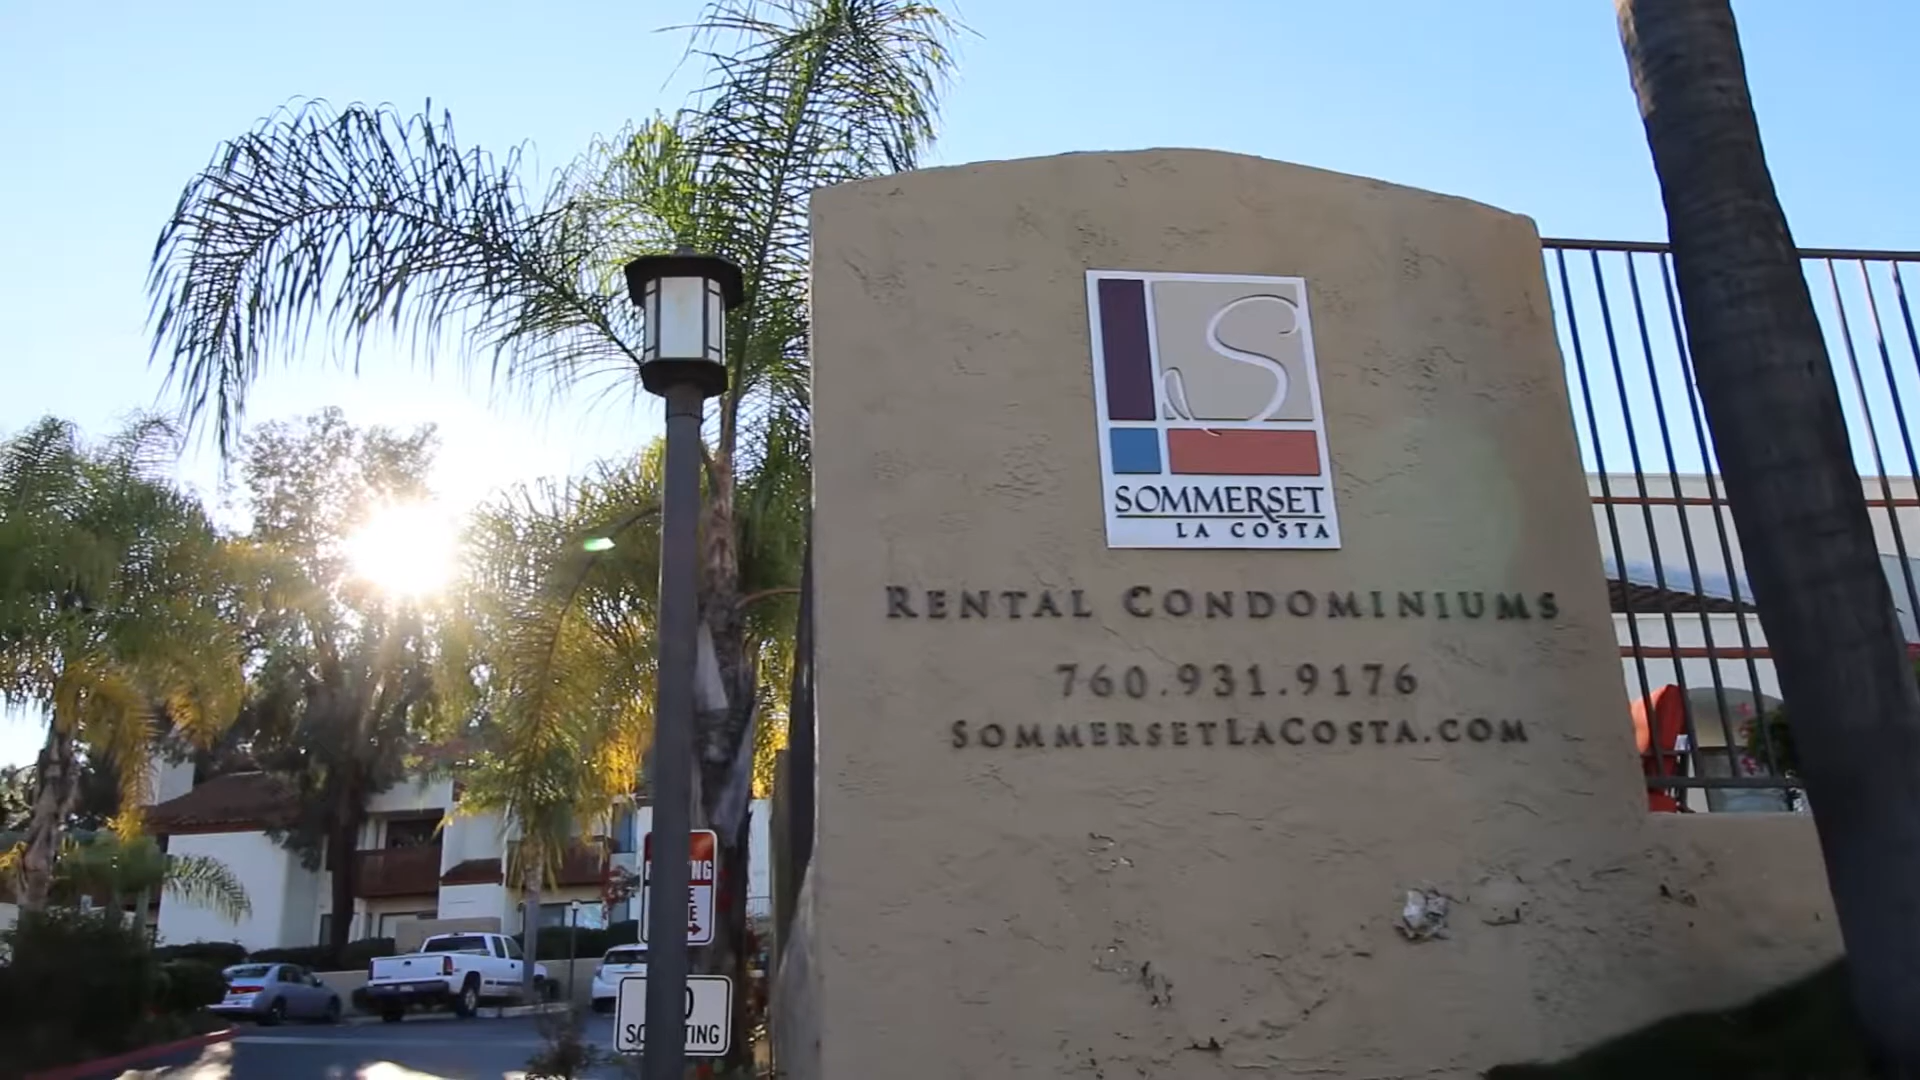 SOMMERSET
LA COSTA
RENTAL CONDOMINIUMS
760.931.9176
SOMMERSETLACOSTA.COM